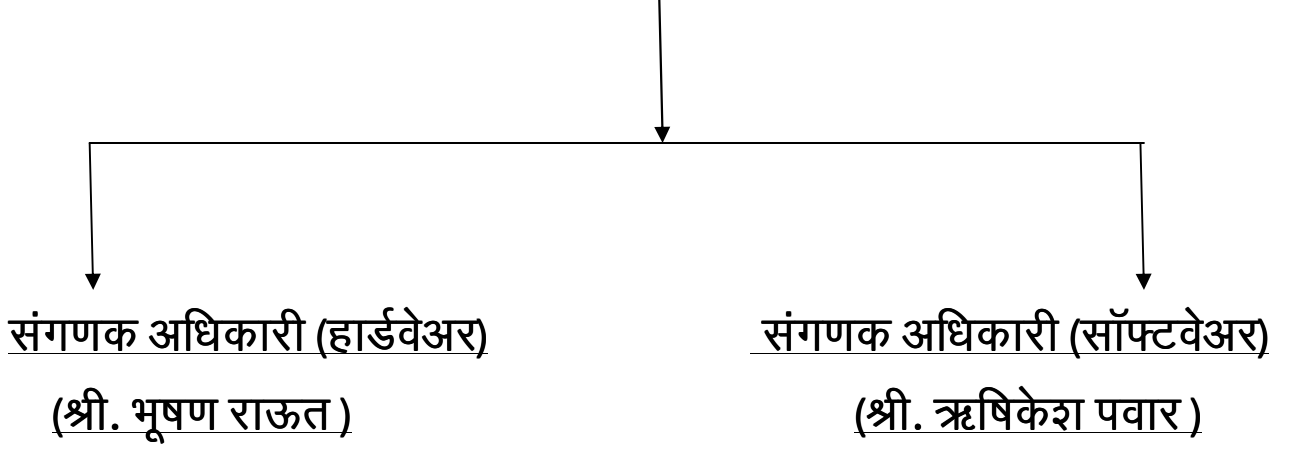 संगणक अधिकारी (हार्डवेअर)
(श्री. भूषण राऊत )
संगणक अधिकारी (सॉफ्टवेअर)
(श्री. ऋषिकेश पवार )